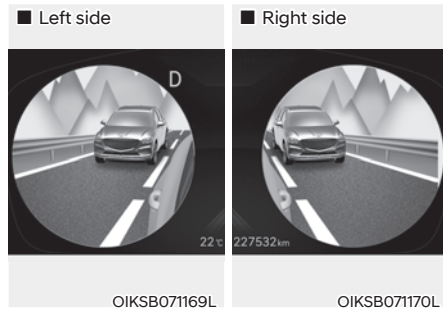 ■ Left side
D
22℃
OIKSB071169L
■ Right side
227532km
OIKSB071170L